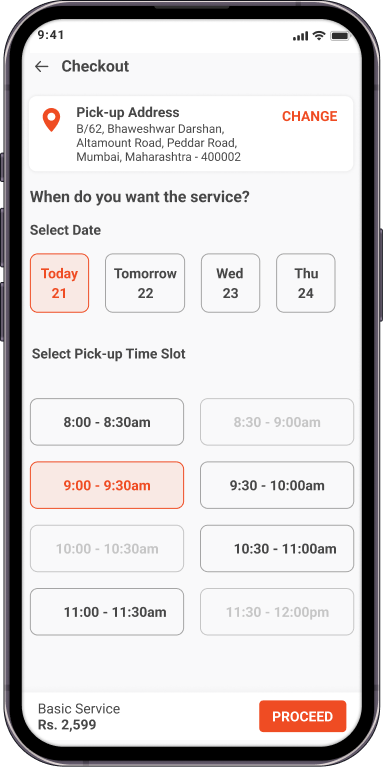 9:41
Checkout
Pick-up Address
CHANGE
B/62, Bhaweshwar Darshan,
Altamount Road, Peddar Road,
Mumbai, Maharashtra - 400002
When do you want the service?
Select Date
Today Tomorrow Wed Thu
21 22 23 24
Select Pick-up Time Slot
8:00 - 8:30am 8:30 - 9:00am
9:00 - 9:30am 9:30 - 10:00am
10:00 - 10:30am 10:30 - 11:00am
11:00 - 11:30am 11:30 - 12:00pm
Basic Service
Rs. 2,599
PROCEED